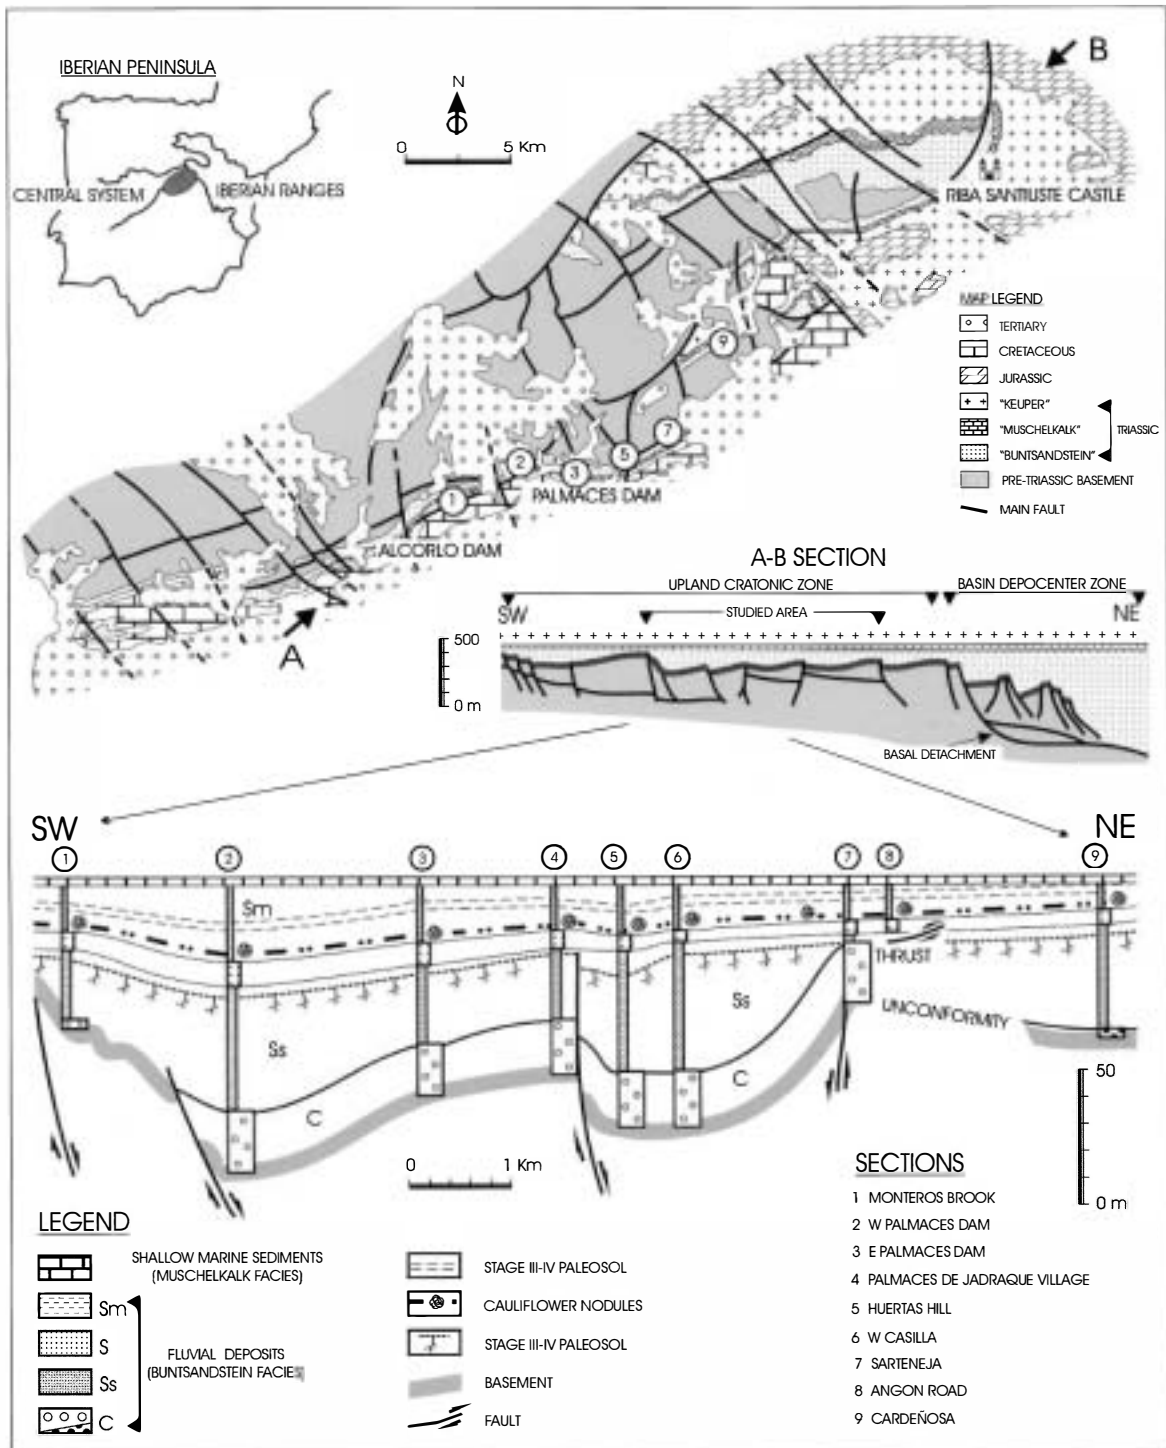 IBERIAN PENINSULA
CENTRAL SYSTEM
IBERIAN RANGES
N
0 5 Km
B
RIBA SANTIUSTE CASTLE
MAP LEGEND
TERTIARY
CRETACEOUS
JURASSIC
"KEUPER"
"MUSCHELKALK"
"BUNTSANDSTEIN"
TRIASSIC
PRE-TRIASSIC BASEMENT
MAIN FAULT
9
7
5
3
2
1
PALMACES DAM
ALCORLO DAM
A
A-B SECTION
UPLAND CRATONIC ZONE
BASIN DEPOCENTER ZONE
SW
STUDIED AREA
NE
500
0 m
BASAL DETACHMENT
SW
NE
1 2 3 4 5 6 7 8 9
Sm
Ss
C
Ss
C
THRUST
UNCONFORMITY
50
0 m
0 1 Km
LEGEND
SHALLOW MARINE SEDIMENTS
(MUSCHELKALK FACIES)
Sm
S
Ss
C
FLUVIAL DEPOSITS
(BUNTSANDSTEIN FACIES)
STAGE III-IV PALEOSOL
CAULIFLOWER NODULES
STAGE III-IV PALEOSOL
BASEMENT
FAULT
SECTIONS
1 MONTEROS BROOK
2 W PALMACES DAM
3 E PALMACES DAM
4 PALMACES DE JADRAQUE VILLAGE
5 HUERTAS HILL
6 W CASILLA
7 SARTENEJA
8 ANGON ROAD
9 CARDEÑOSA